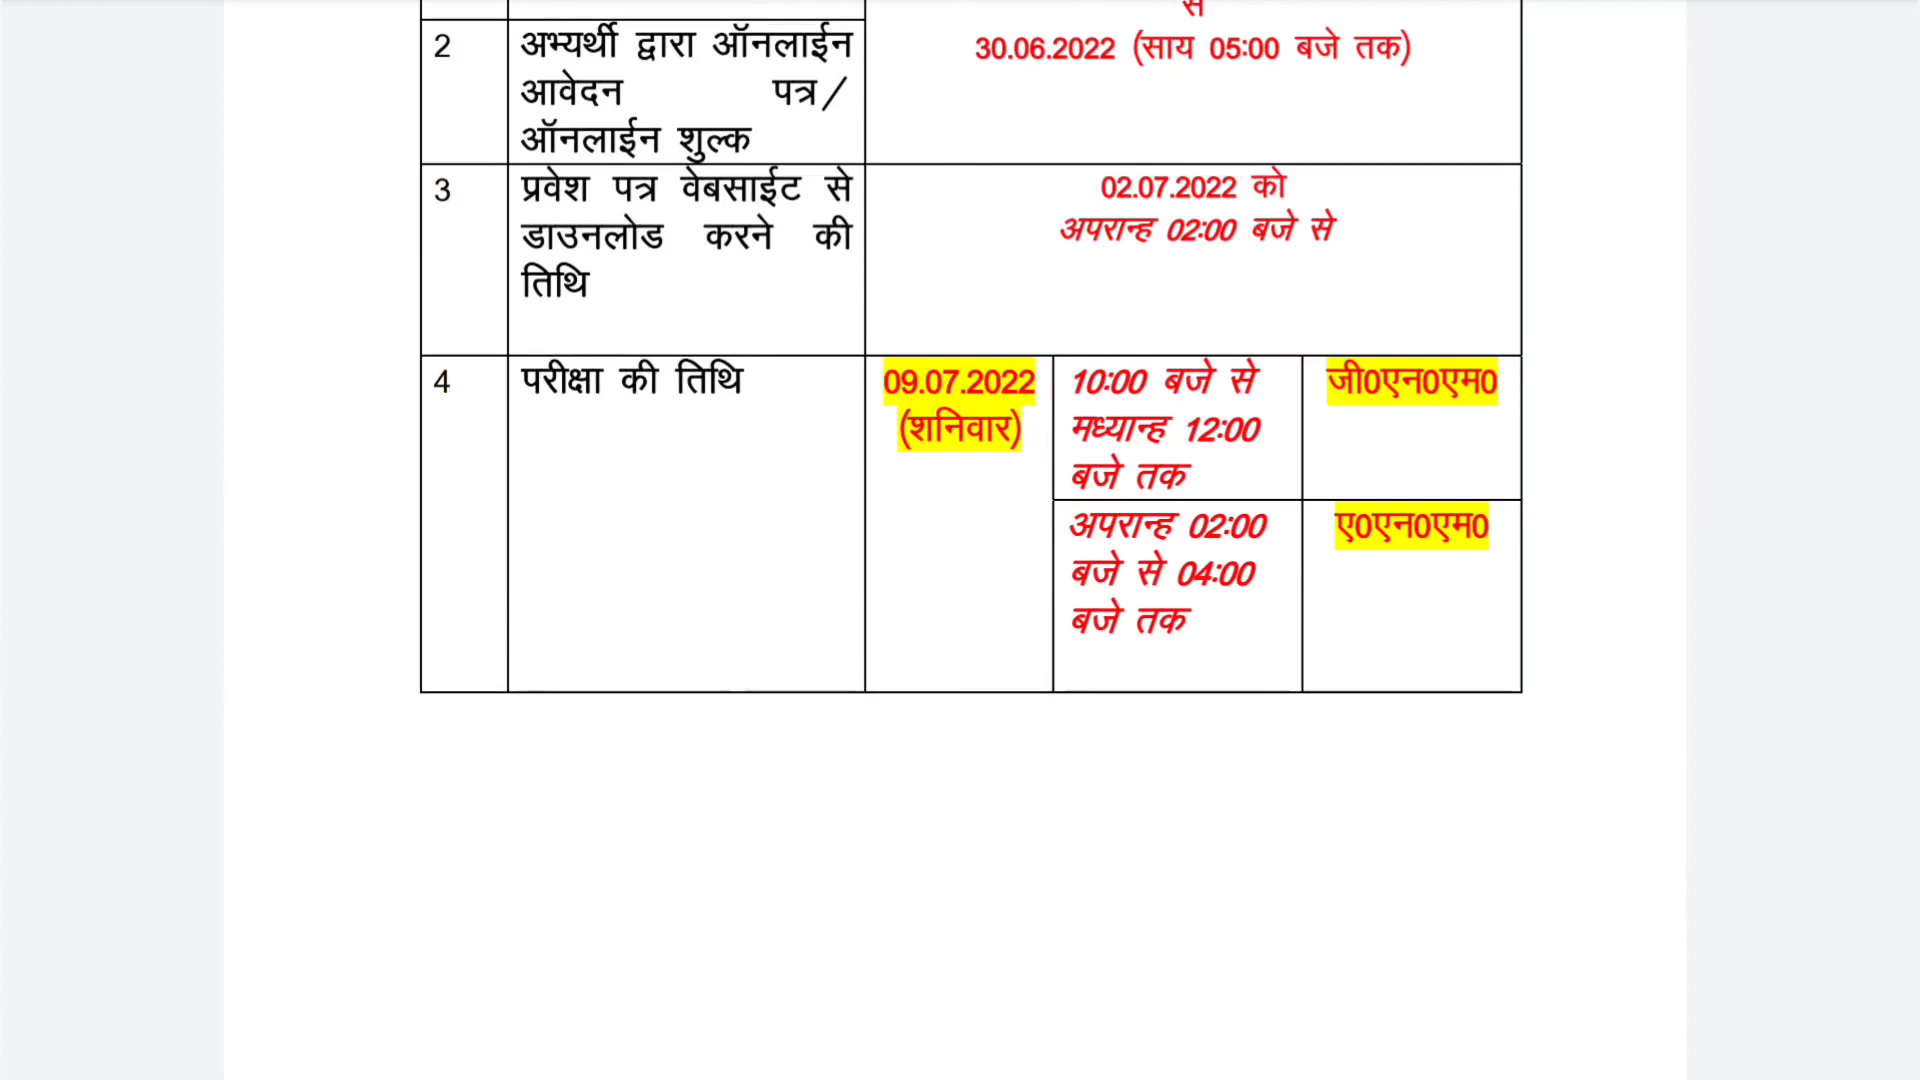 से
2 अभ्यर्थी द्वारा ऑनलाईन 30.06.2022 (साय 05:00 बजे तक)
आवेदन पत्र/
ऑनलाईन शुल्क
3 प्रवेश पत्र वेबसाईट से 02.07.2022 को
डाउनलोड करने की अपरान्ह 02:00 बजे से
तिथि
4 परीक्षा की तिथि 09.07.2022 10:00 बजे से जी0एन0एम0
(शनिवार) मध्यान्ह 12:00
बजे तक
अपरान्ह 02:00 ए0एन0एम0
बजे से 04:00
बजे तक